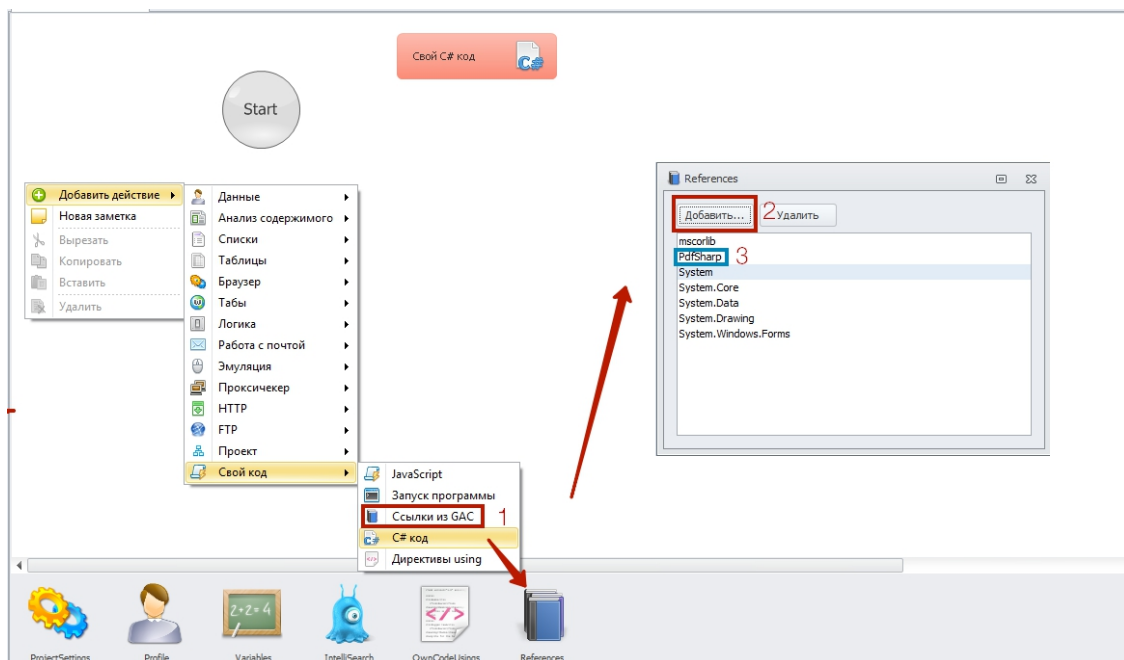 Свой C# код
Start
Добавить действие
Новая заметка
Вырезать
Копировать
Вставить
Удалить
Данные
Анализ содержимого
Списки
Таблицы
Браузер
Табы
Логика
Работа с почтой
Эмуляция
Проксичекер
HTTP
FTP
Проект
Свой код
JavaScript
Запуск программы
Ссылки из GAC 1
C# код
Директивы using
References
Добавить... 2 Удалить
mscorlib
PdfSharp 3
System
System.Core
System.Data
System.Drawing
System.Windows.Forms
2+2=4
ProjectSettings
Profile
Variables
IntelliSearch
OwnCodeUsings
References